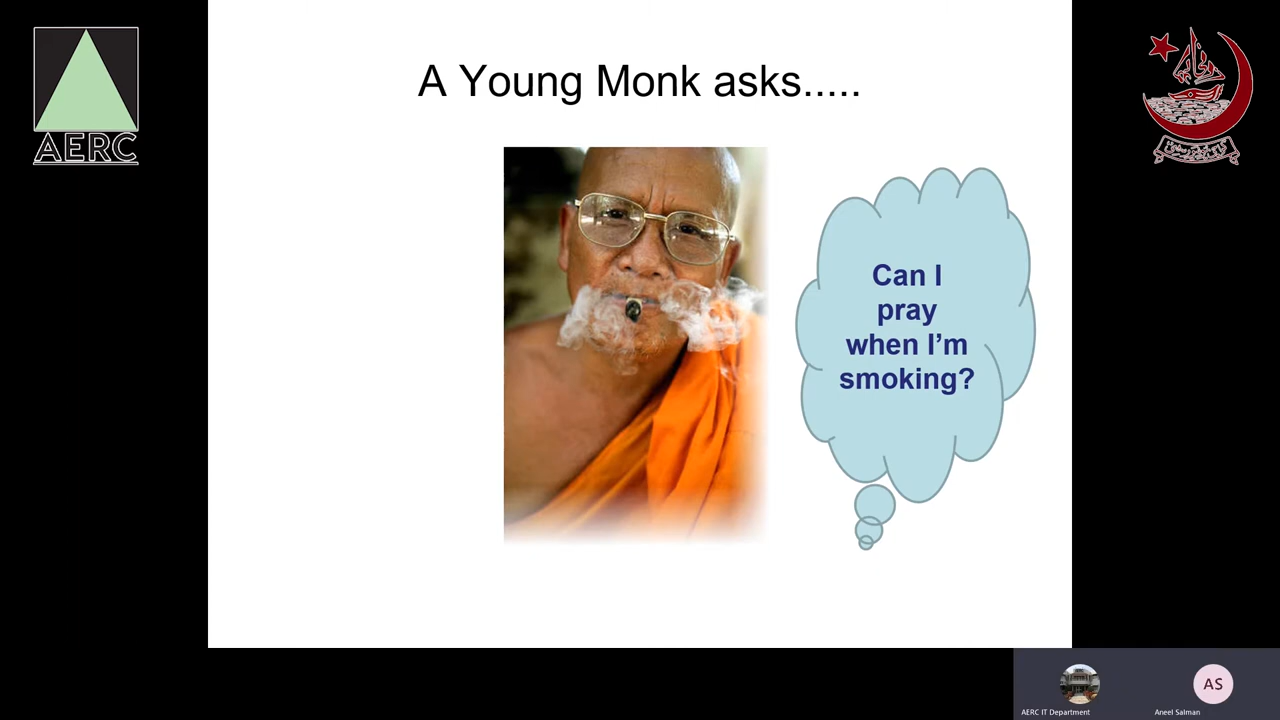 A Young Monk asks.....
AERC
Can I
pray
when I’m
smoking?
AS
AERC IT Department
Aneel Salman